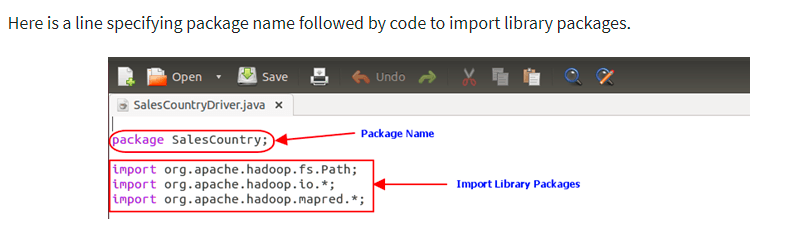 Here is a line specifying package name followed by code to import library packages.
Open Save Undo
SalesCountryDriver.java x
package SalesCountry;
Package Name
import org.apache.hadoop.fs.Path;
import org.apache.hadoop.io.*;
import org.apache.hadoop.mapred.*;
Import Library Packages